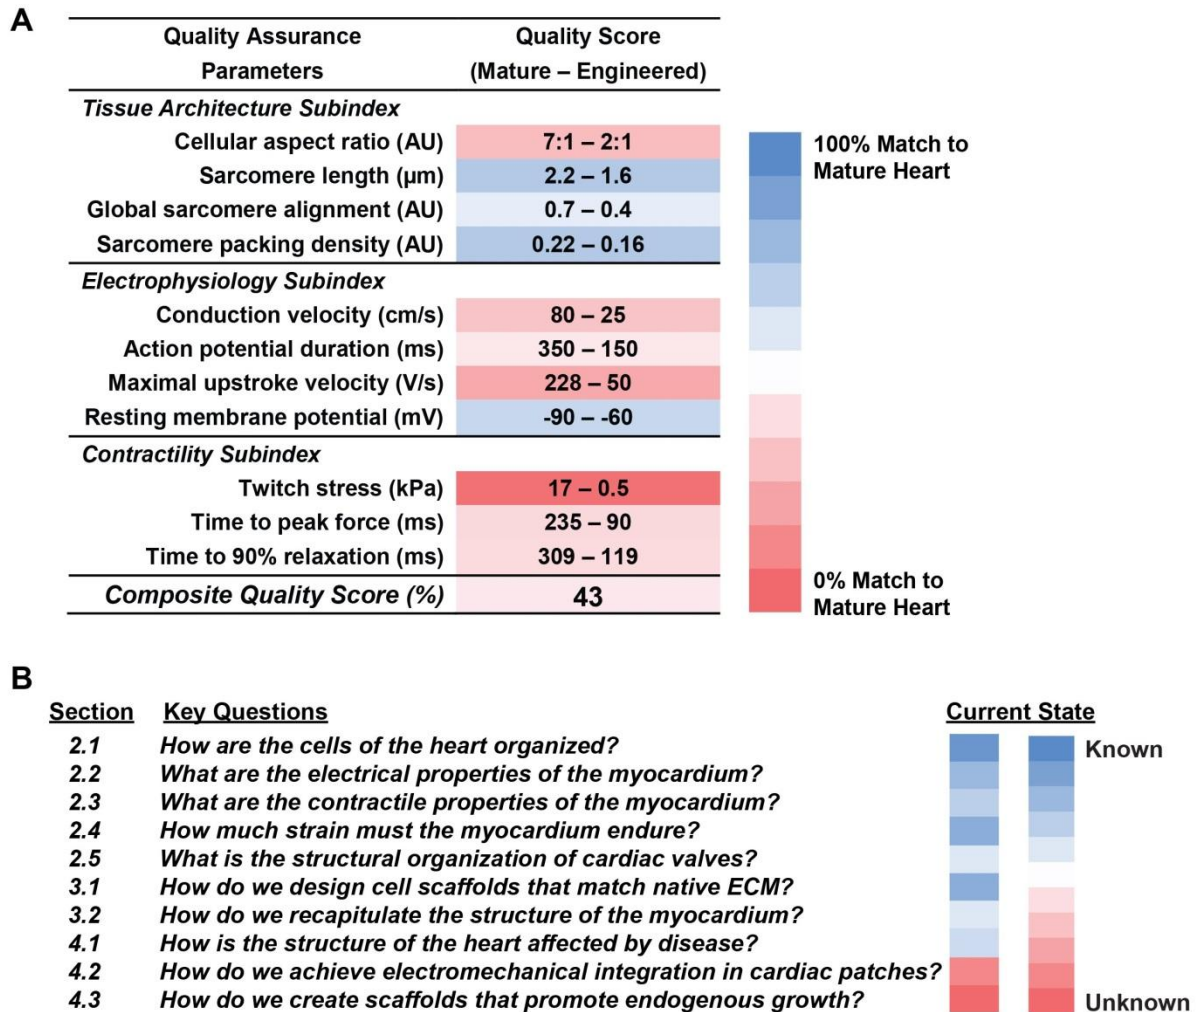 A
Quality Assurance Parameters
Quality Score (Mature – Engineered)
Tissue Architecture Subindex
Cellular aspect ratio (AU) 7:1 – 2:1
Sarcomere length (µm) 2.2 – 1.6
Global sarcomere alignment (AU) 0.7 – 0.4
Sarcomere packing density (AU) 0.22 – 0.16
Electrophysiology Subindex
Conduction velocity (cm/s) 80 – 25
Action potential duration (ms) 350 – 150
Maximal upstroke velocity (V/s) 228 – 50
Resting membrane potential (mV) -90 – -60
Contractility Subindex
Twitch stress (kPa) 17 – 0.5
Time to peak force (ms) 235 – 90
Time to 90% relaxation (ms) 309 – 119
Composite Quality Score (%) 43
100% Match to
Mature Heart
0% Match to
Mature Heart
B
Section Key Questions Current State
2.1 How are the cells of the heart organized?
2.2 What are the electrical properties of the myocardium?
2.3 What are the contractile properties of the myocardium?
2.4 How much strain must the myocardium endure?
2.5 What is the structural organization of cardiac valves?
3.1 How do we design cell scaffolds that match native ECM?
3.2 How do we recapitulate the structure of the myocardium?
4.1 How is the structure of the heart affected by disease?
4.2 How do we achieve electromechanical integration in cardiac patches?
4.3 How do we create scaffolds that promote endogenous growth?
Known
Unknown